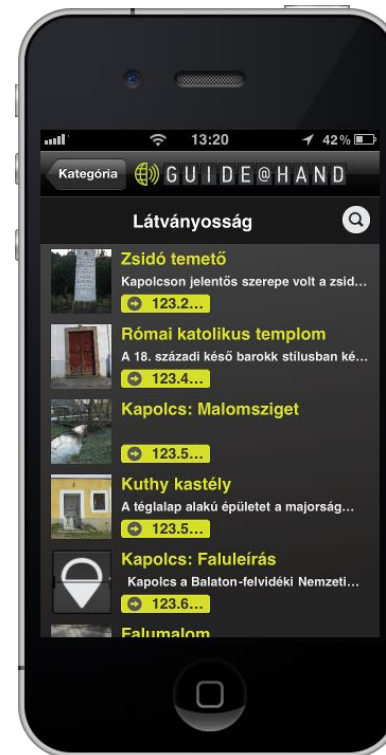 13:20 42%
Kategória GUIDE@HAND
Látványosság
Zsidó temető
Kapolcson jelentős szerepe volt a zsid...
123.2...
Római katolikus templom
A 18. századi késő barokk stílusban ké...
123.4...
Kapolcs: Malomsziget
123.5...
Kuthy kastély
A téglalap alakú épületet a majorság...
123.5...
Kapolcs: Faluleírás
Kapolcs a Balaton-felvidéki Nemzeti...
123.6...
Falumalom